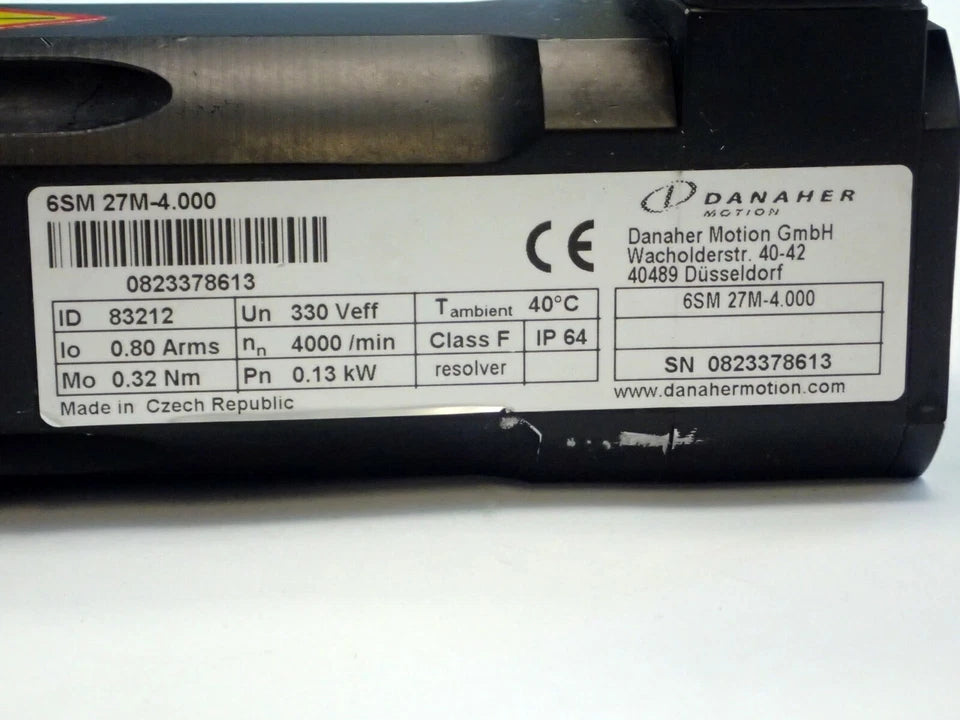 6SM 27M-4.000
0823378613
ID 83212 Un 330 Veff Tambient 40°C
Io 0.80 Arms nn 4000 /min Class F IP 64
Mo 0.32 Nm Pn 0.13 kW resolver
Made in Czech Republic
CE
DANAHER
MOTION
Danaher Motion GmbH
Wacholderstr. 40-42
40489 Düsseldorf
6SM 27M-4.000
SN 0823378613
www.danahermotion.com